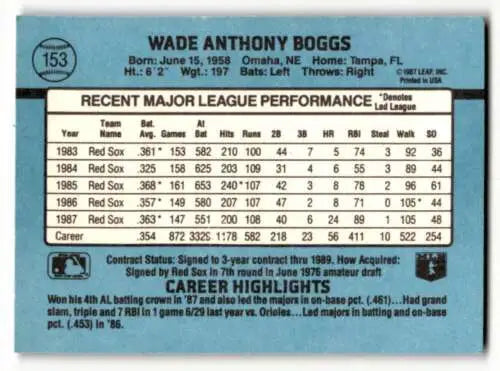 153
WADE ANTHONY BOGGS
Born: June 15, 1958 Omaha, NE Home: Tampa, FL
Ht.: 6'2" Wgt.: 197 Bats: Left Throws: Right
©1987 LEAF, INC.
Printed in USA
RECENT MAJOR LEAGUE PERFORMANCE *Denotes Led League
Year Team Name Bat. Avg. Games At Bat Hits Runs 2B 3B HR RBI Steal Walk SO
1983 Red Sox .361* 153 582 210 100 44 7 5 74 3 92 36
1984 Red Sox .325 158 625 203 109 31 4 6 55 3 89 44
1985 Red Sox .368* 161 653 240* 107 42 3 8 78 2 96 61
1986 Red Sox .357* 149 580 207 107 47 2 8 71 0 105* 44
1987 Red Sox .363* 147 551 200 108 40 6 24 89 1 105 48
Career .354 872 3329 1178 582 218 23 56 411 10 522 254
Contract Status: Signed to 3-year contract thru 1989. How Acquired:
Signed by Red Sox in 7th round in June 1976 amateur draft
CAREER HIGHLIGHTS
Won his 4th AL batting crown in '87 and also led the majors in on-base pct. (.461)...Had grand
slam, triple and 7 RBI in 1 game 6/29 last year vs. Orioles...Led majors in batting and on-base
pct. (.453) in '86.